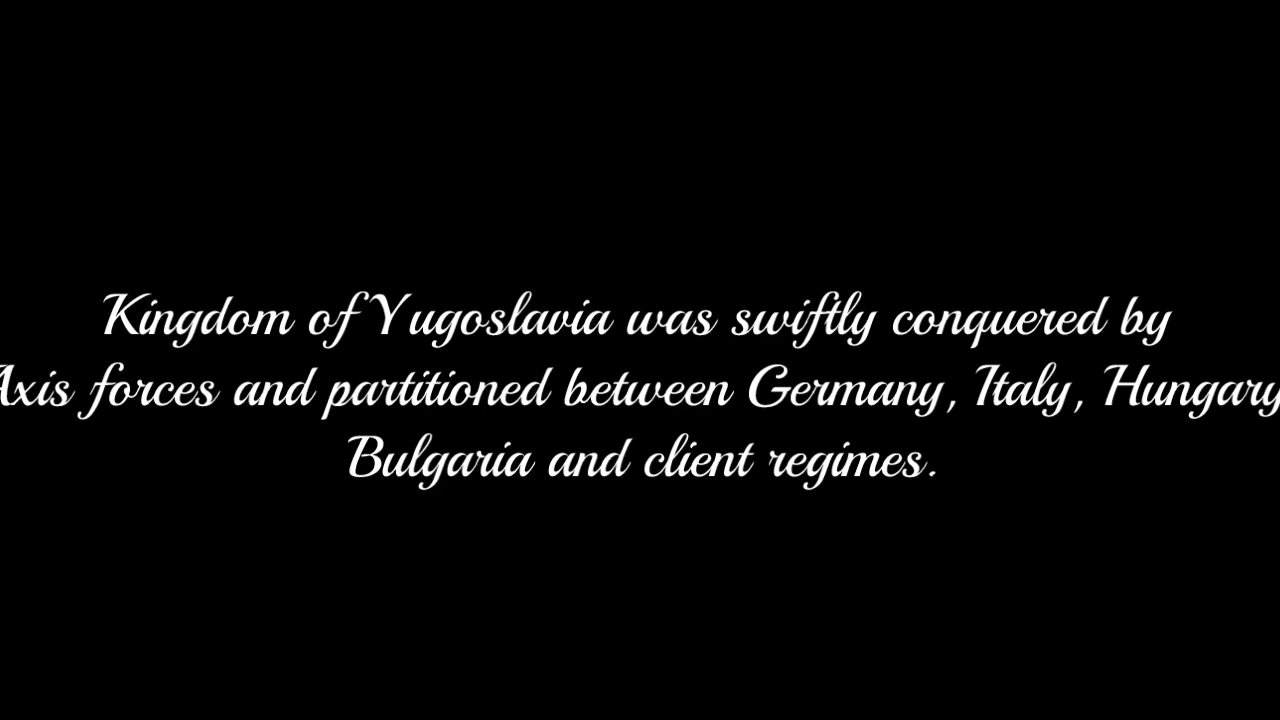 Kingdom of Yugoslavia was swiftly conquered by
Axis forces and partitioned between Germany, Italy, Hungary
Bulgaria and client regimes.